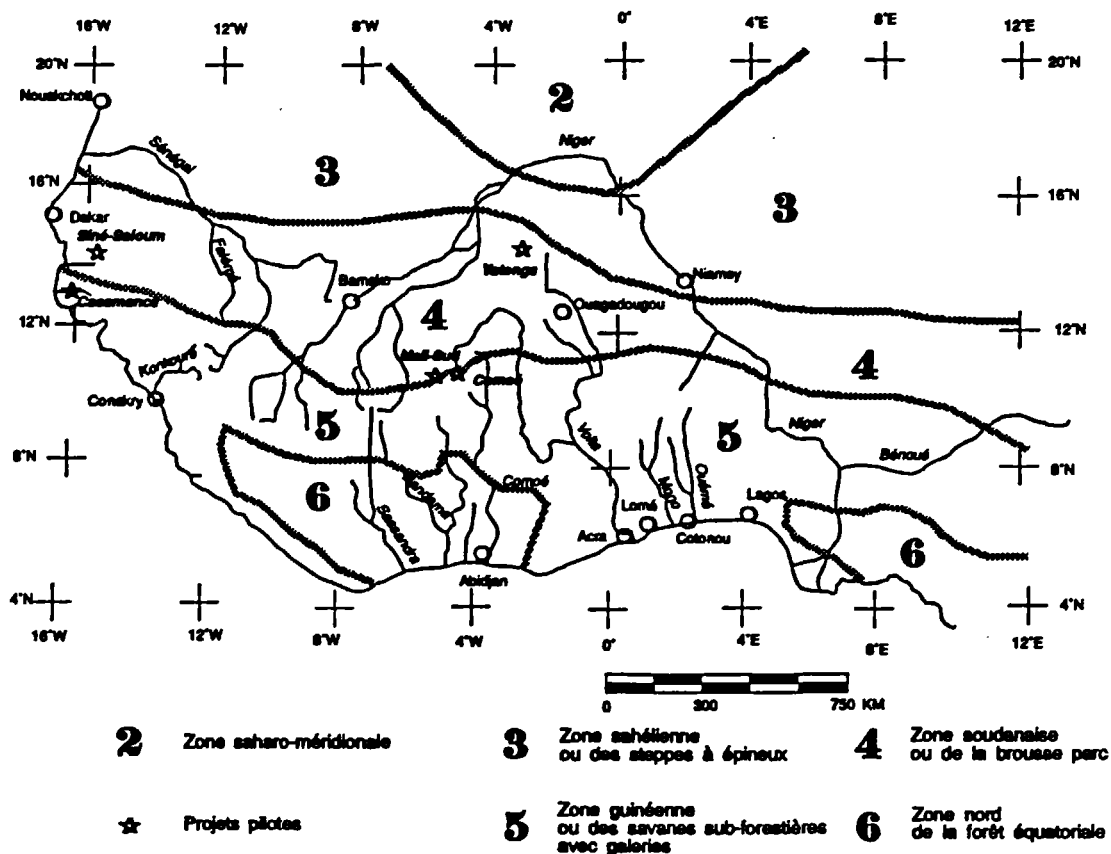 16°W 12°W 8°W 4°W 0° 4°E 8°E 12°E
20°N 20°N
Nouakchott
2
Niger
Sénégal
3
16°N 16°N
3
Dakar
Siné-Saloum
Falémé
Yatenga
Niamey
Bamako
Casamance
Ouagadougou
12°N 12°N
4
Mali-Sud
Comoé
4
Kontouré
Conakry
5
5
Niger
Volta
Bénoué
8°N 8°N
6
Bandama
Comoé
Mono
Ouémé
Lagos
Lomé
Sassandra
Acra
Cotonou
6
Abidjan
4°N 4°N
16°W 12°W 8°W 4°W 0° 4°E 8°E 12°E
0 300 750 KM
2 Zone saharo-méridionale
3 Zone sahélienne
ou des steppes à épineux
4 Zone soudanaise
ou de la brousse parc
Projets pilotes
5 Zone guinéenne
ou des savanes sub-forestières
avec galeries
6 Zone nord
de la forêt équatoriale